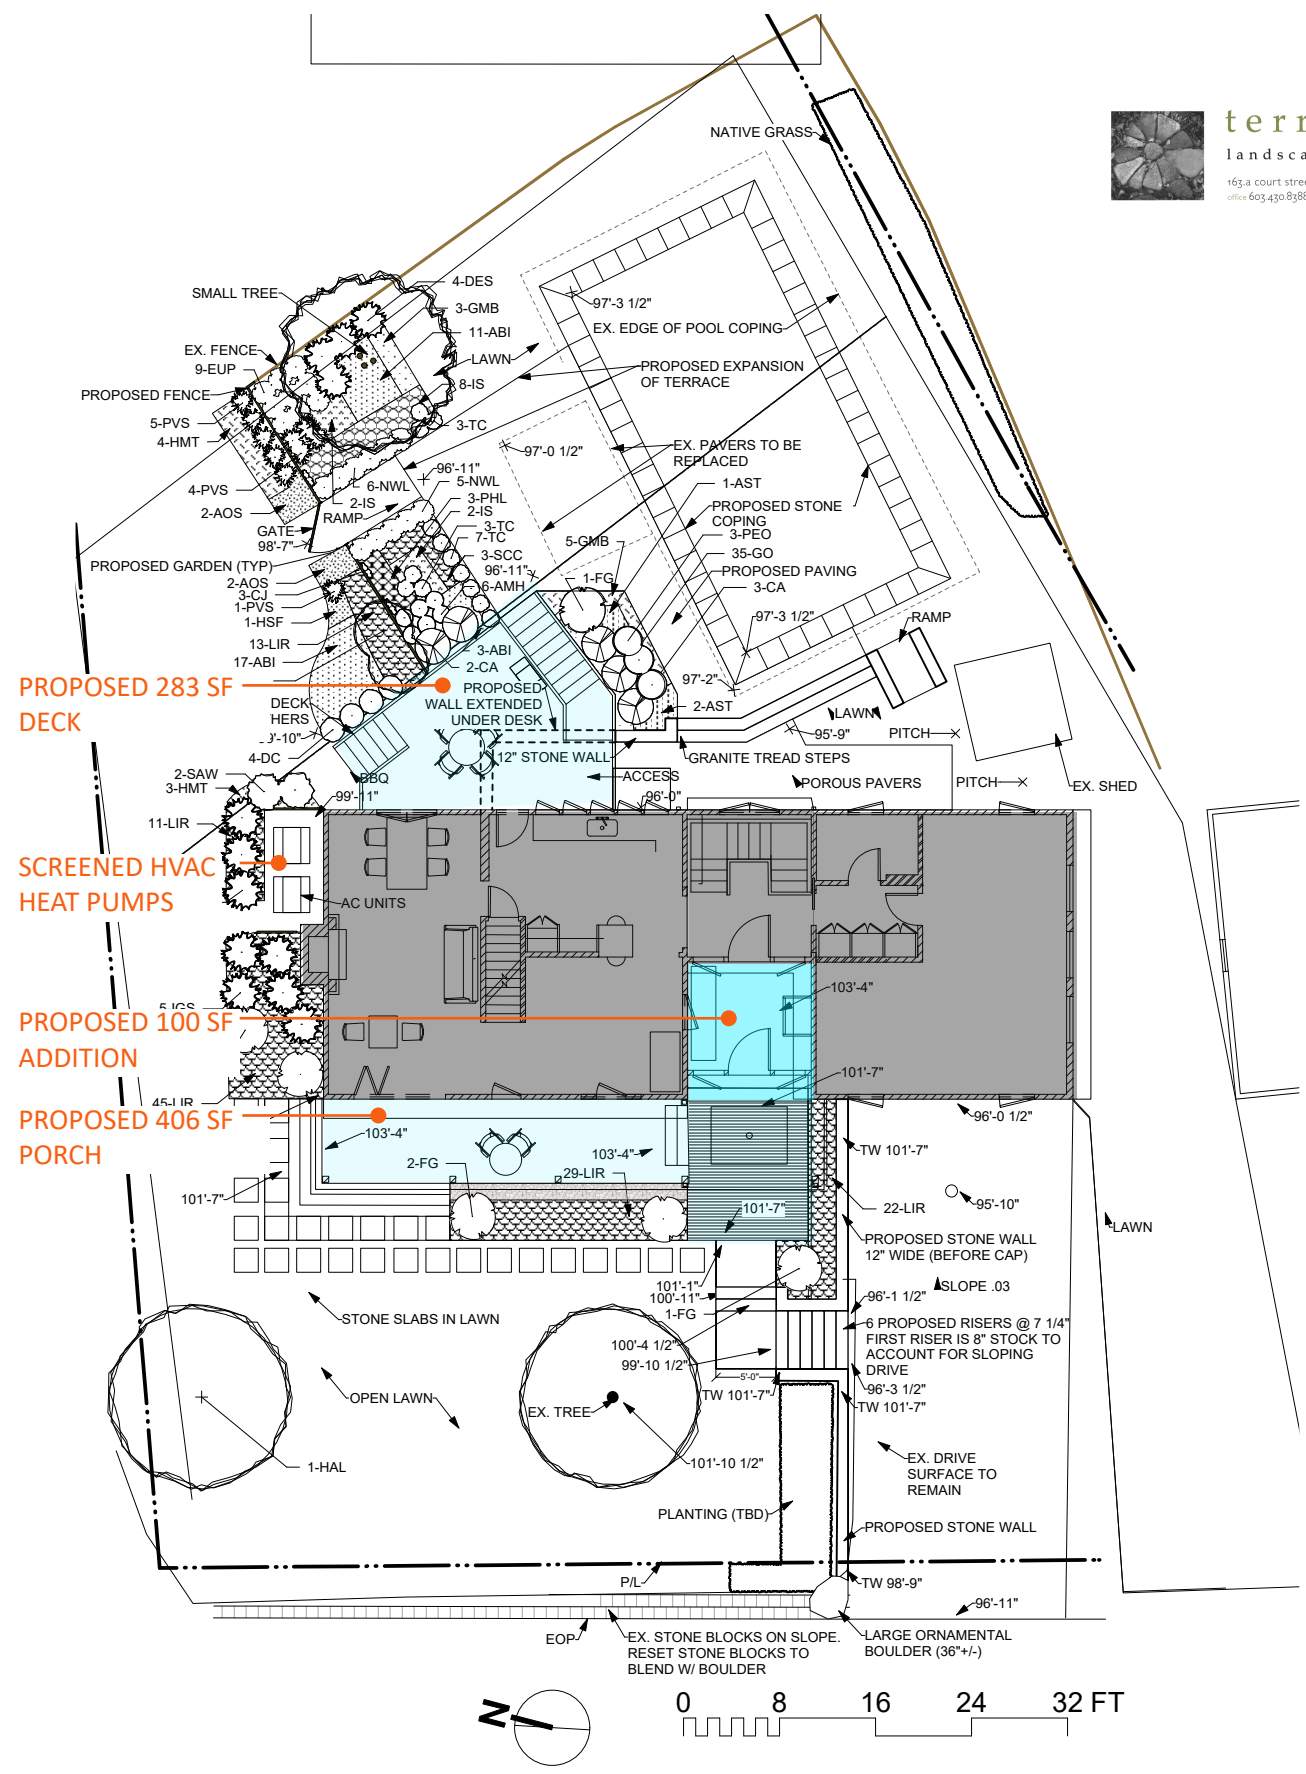 terr
landsca
163.a court stree
office 603.430.8388
NATIVE GRASS
4-DES
SMALL TREE
3-GMB
97'-3 1/2"
EX. EDGE OF POOL COPING
11-ABI
EX. FENCE
LAWN
9-EUP
PROPOSED EXPANSION
OF TERRACE
8-IS
PROPOSED FENCE
5-PVS
3-TC
4-HMT
97'-0 1/2"
EX. PAVERS TO BE
REPLACED
96'-11"
5-NWL
6-NWL
4-PVS
3-PHL
1-AST
2-IS
2-IS
2-AOS
RAMP
3-TC
PROPOSED STONE
COPING
GATE
7-TC
3-PEO
98'-7"
5-GMB
3-SCC
35-GO
PROPOSED GARDEN (TYP)
96'-11"
PROPOSED PAVING
2-AOS
6-AMH
1-FG
3-CA
3-CJ
1-PVS
1-HSF
97'-3 1/2"
RAMP
13-LIR
3-ABI
17-ABI
2-CA
97'-2"
PROPOSED 283 SF
DECK
PROPOSED
WALL EXTENDED
UNDER DESK
2-AST
DECK
HERS
LAWN
9'-10"
PITCH
95'-9"
4-DC
12" STONE WALL
GRANITE TREAD STEPS
2-SAW
BBQ
ACCESS
POROUS PAVERS
PITCH
EX. SHED
3-HMT
99'-11"
96'-0"
11-LIR
SCREENED HVAC
HEAT PUMPS
AC UNITS
103'-4"
5-IGS
PROPOSED 100 SF
ADDITION
101'-7"
45-LIR
PROPOSED 406 SF
PORCH
96'-0 1/2"
103'-4"
TW 101'-7"
103'-4"
2-FG
29-LIR
101'-7"
101'-7"
22-LIR
95'-10"
LAWN
PROPOSED STONE WALL
12" WIDE (BEFORE CAP)
101'-1"
SLOPE .03
100'-11"
96'-1 1/2"
1-FG
STONE SLABS IN LAWN
6 PROPOSED RISERS @ 7 1/4"
FIRST RISER IS 8" STOCK TO
ACCOUNT FOR SLOPING
DRIVE
100'-4 1/2"
99'-10 1/2"
5'-0"
96'-3 1/2"
OPEN LAWN
TW 101'-7"
TW 101'-7"
EX. TREE
101'-10 1/2"
1-HAL
EX. DRIVE
SURFACE TO
REMAIN
PLANTING (TBD)
PROPOSED STONE WALL
P/L
TW 98'-9"
96'-11"
EOP
EX. STONE BLOCKS ON SLOPE.
RESET STONE BLOCKS TO
BLEND W/ BOULDER
LARGE ORNAMENTAL
BOULDER (36"+/-)
N
0 8 16 24 32 FT